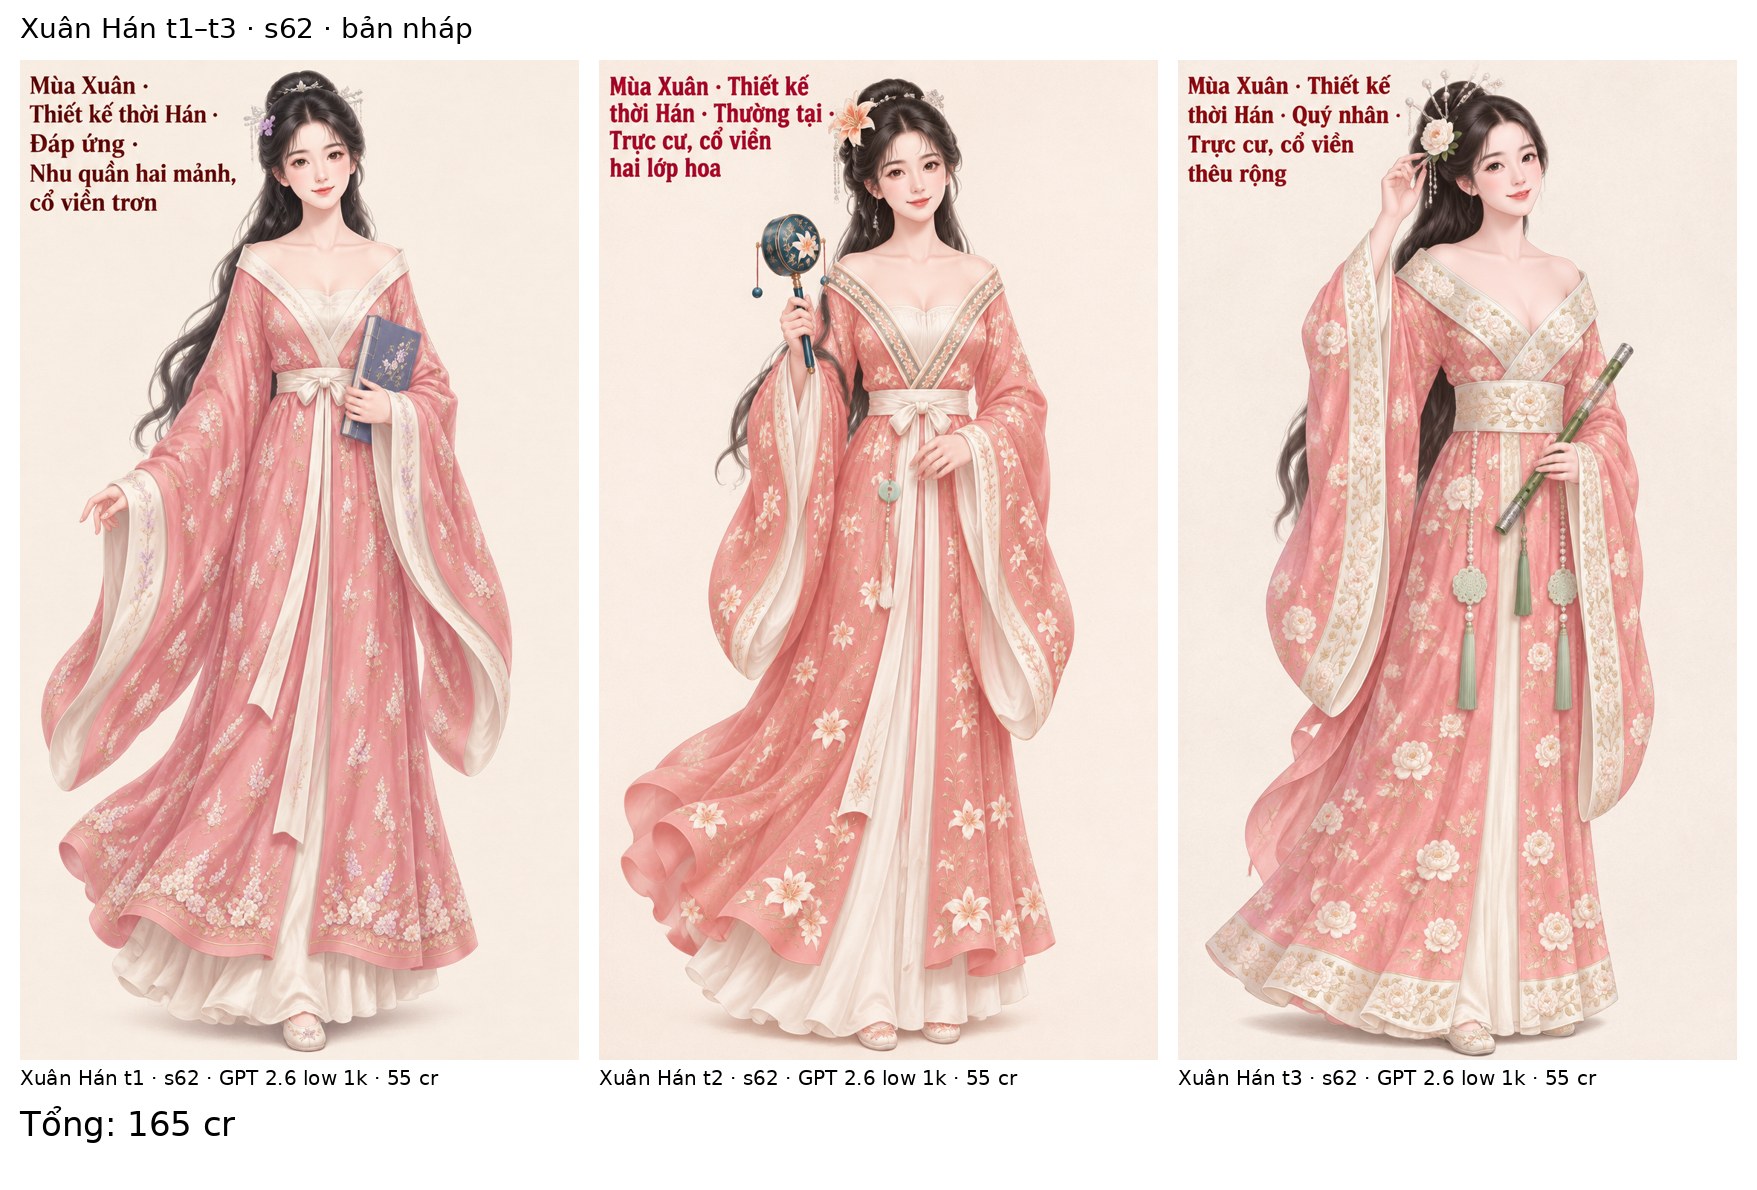 Xuân Hán t1–t3 · s62 · bản nháp
Mùa Xuân ·
Thiết kế thời Hán ·
Đáp ứng ·
Nhu quần hai mảnh,
cổ viền trơn
Mùa Xuân · Thiết kế
thời Hán · Thường tại ·
Trực cư, cổ viền
hai lớp hoa
Mùa Xuân · Thiết kế
thời Hán · Quý nhân ·
Trực cư, cổ viền
thêu rộng
Xuân Hán t1 · s62 · GPT 2.6 low 1k · 55 cr
Xuân Hán t2 · s62 · GPT 2.6 low 1k · 55 cr
Xuân Hán t3 · s62 · GPT 2.6 low 1k · 55 cr
Tổng: 165 cr